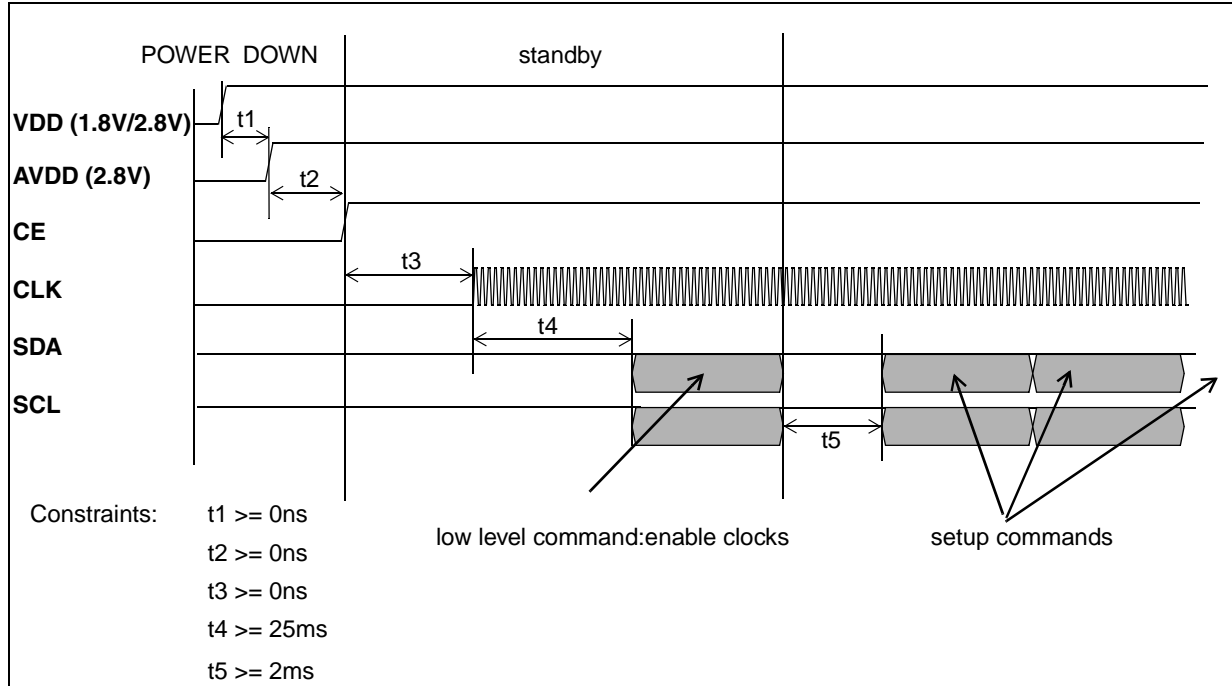 POWER DOWN
standby
VDD (1.8V/2.8V)
t1
AVDD (2.8V)
t2
CE
t3
CLK
t4
SDA
SCL
t5
Constraints:
t1 >= 0ns
t2 >= 0ns
t3 >= 0ns
t4 >= 25ms
t5 >= 2ms
low level command:enable clocks
setup commands